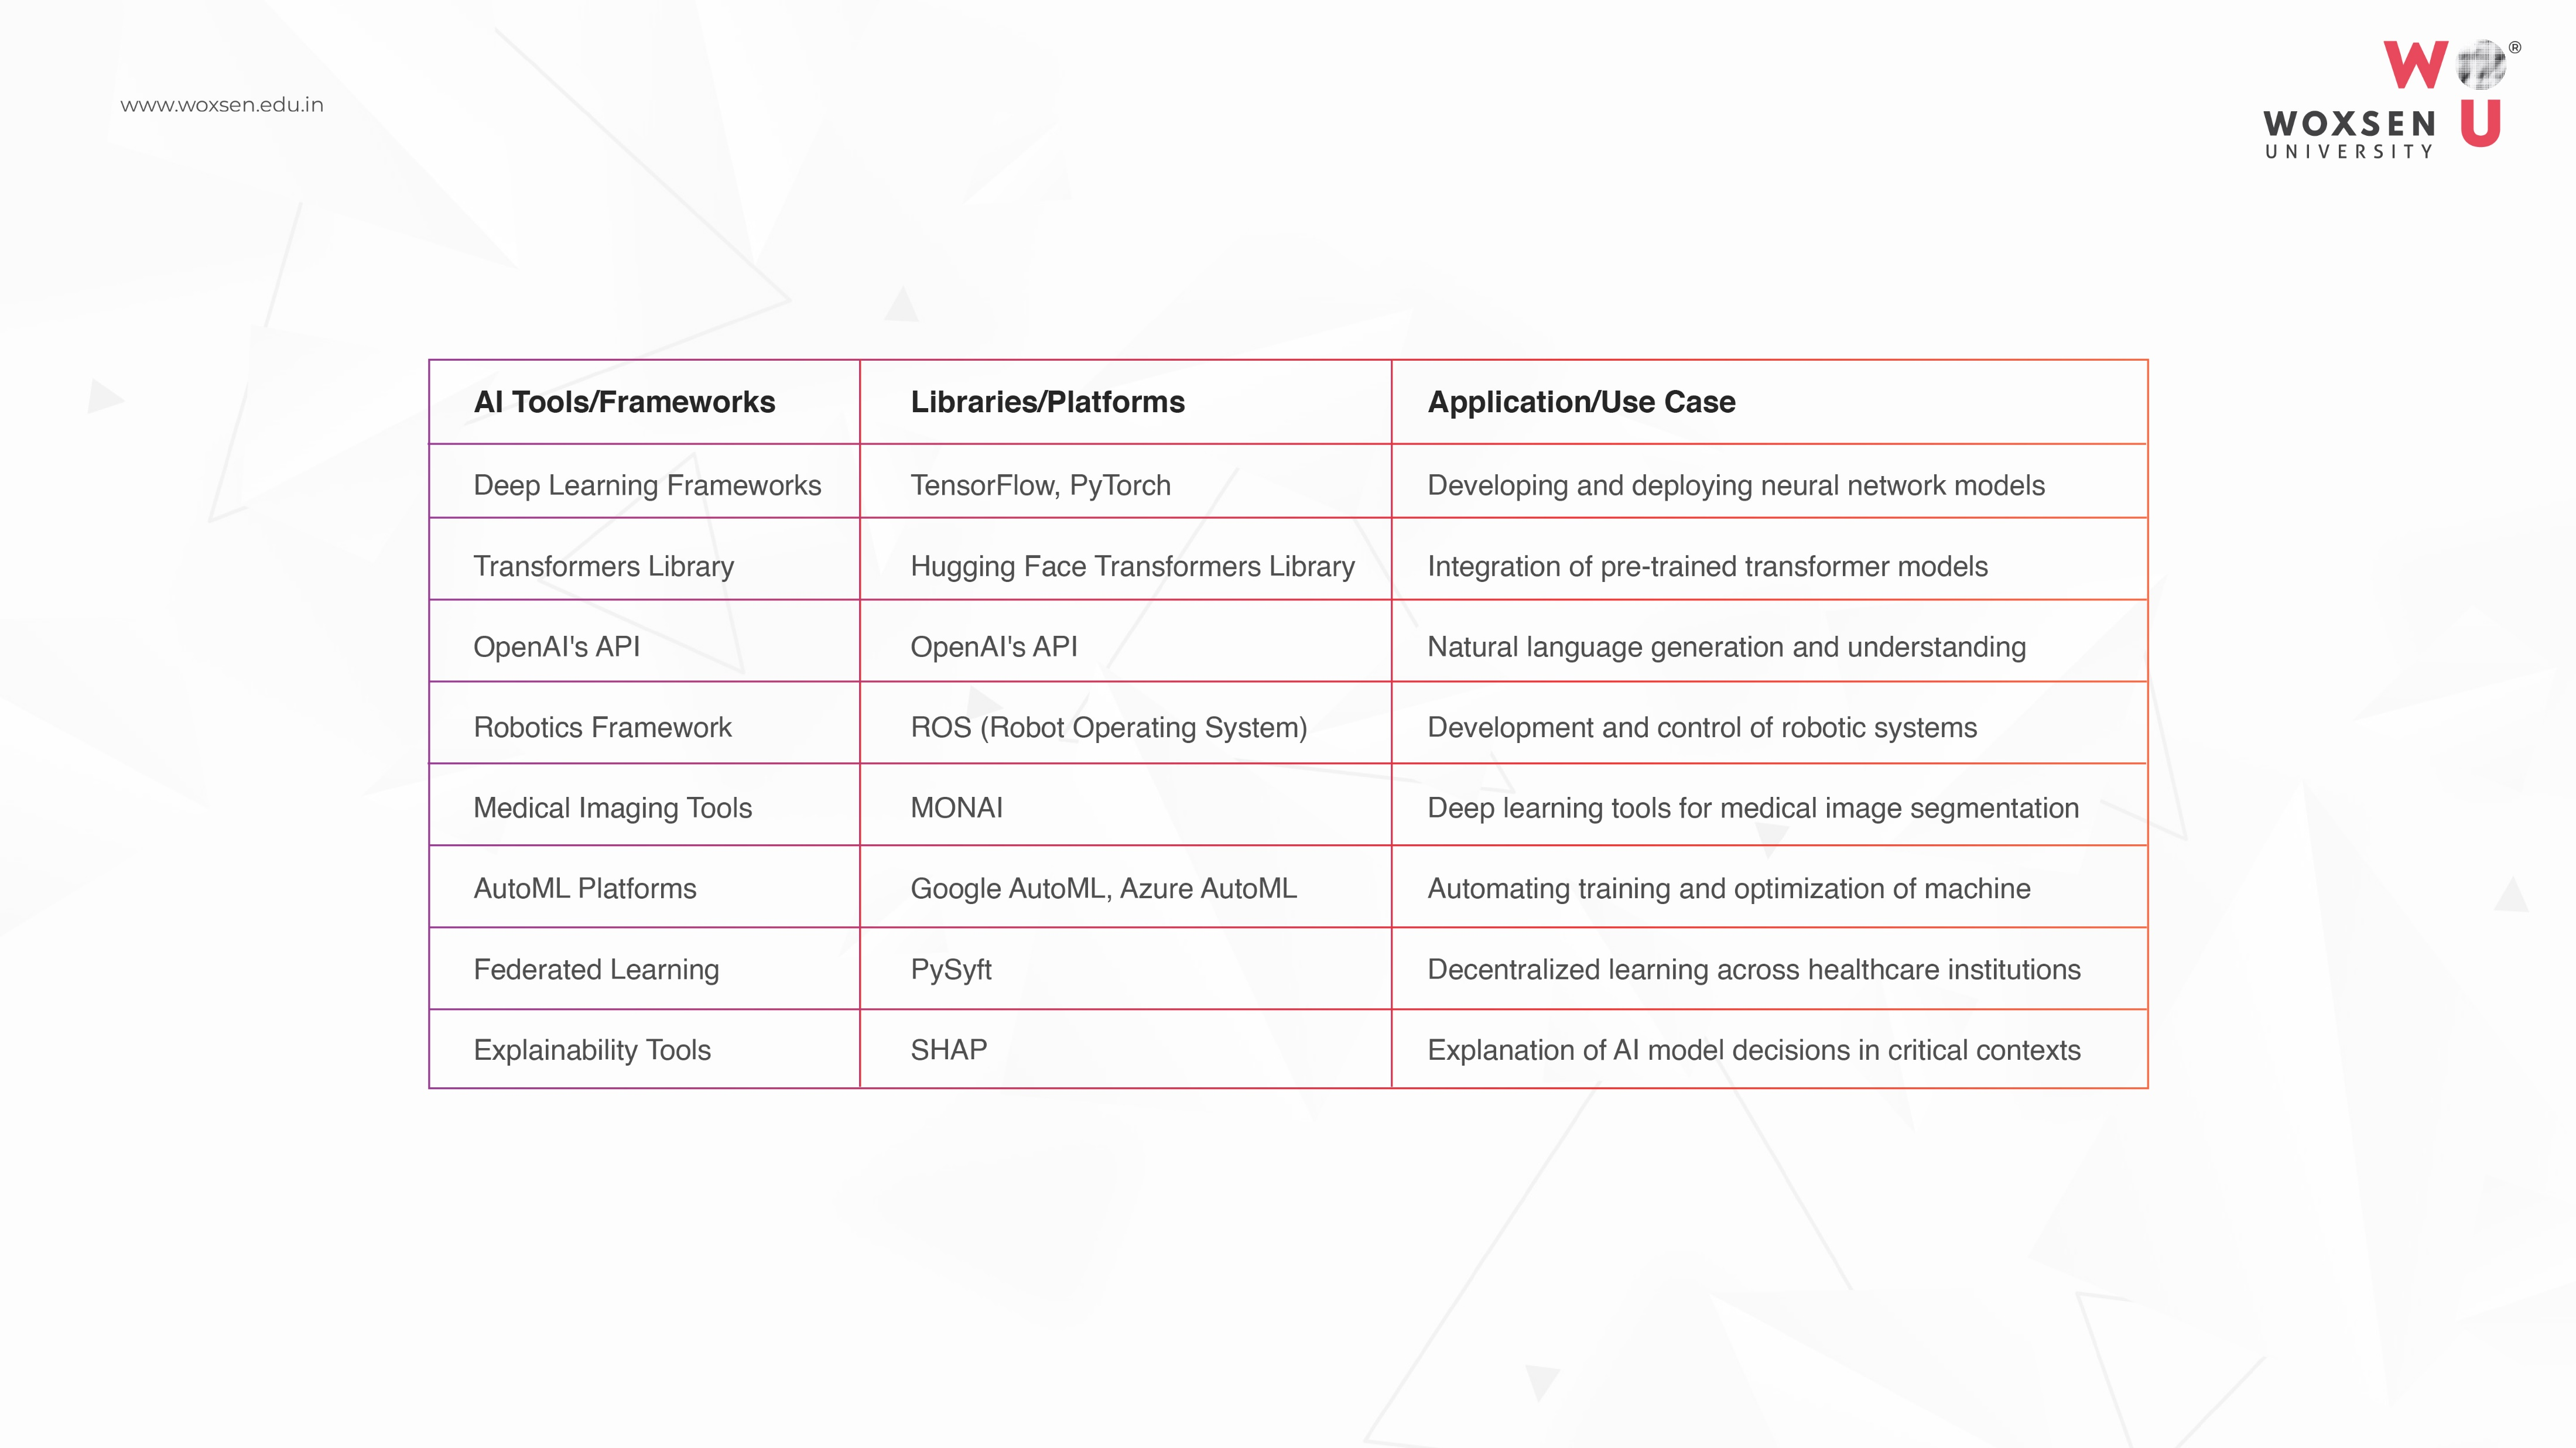 www.woxsen.edu.in
W ®
WOXSEN U
UNIVERSITY
AI Tools/Frameworks Libraries/Platforms Application/Use Case
Deep Learning Frameworks TensorFlow, PyTorch Developing and deploying neural network models
Transformers Library Hugging Face Transformers Library Integration of pre-trained transformer models
OpenAI's API OpenAI's API Natural language generation and understanding
Robotics Framework ROS (Robot Operating System) Development and control of robotic systems
Medical Imaging Tools MONAI Deep learning tools for medical image segmentation
AutoML Platforms Google AutoML, Azure AutoML Automating training and optimization of machine
Federated Learning PySyft Decentralized learning across healthcare institutions
Explainability Tools SHAP Explanation of AI model decisions in critical contexts